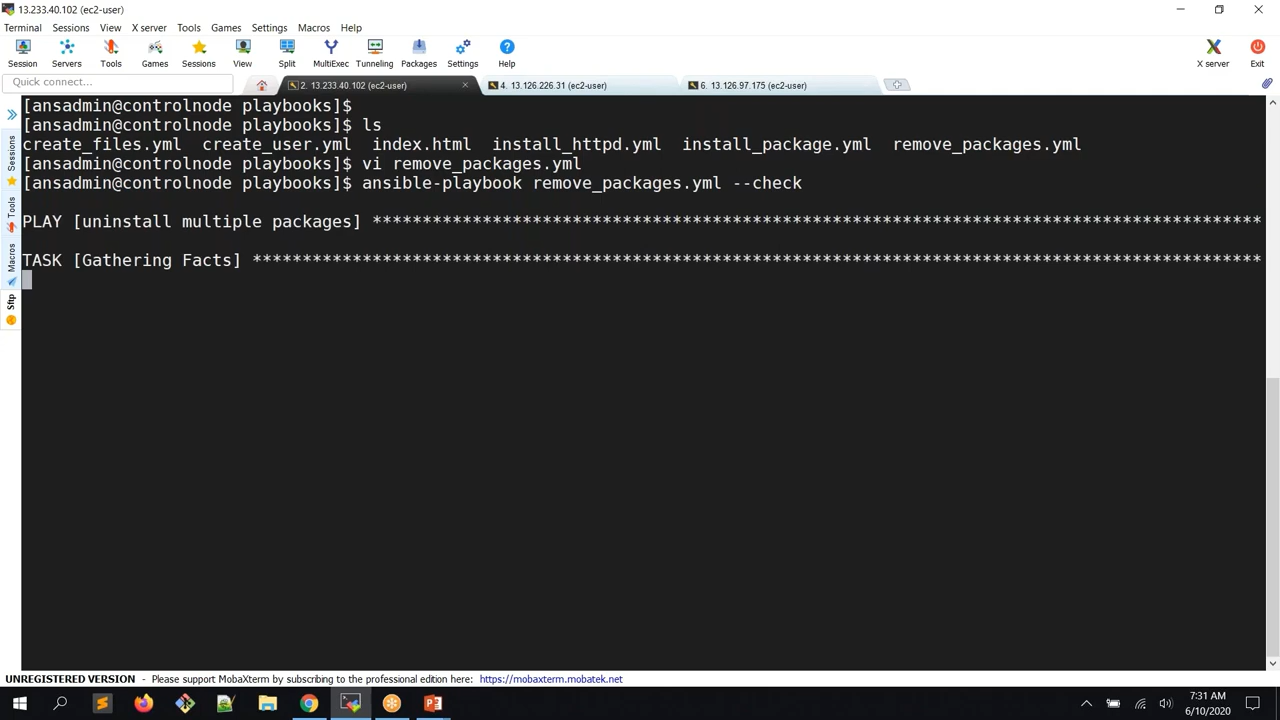 13.233.40.102 (ec2-user)
Terminal Sessions View X server Tools Games Settings Macros Help
Session Servers Tools Games Sessions View Split MultiExec Tunneling Packages Settings Help X server Exit
Quick connect...
2. 13.233.40.102 (ec2-user)
4. 13.126.226.31 (ec2-user)
6. 13.126.97.175 (ec2-user)
Sessions
Tools
Macros
Sftp
[ansadmin@controlnode playbooks]$
[ansadmin@controlnode playbooks]$ ls
create_files.yml create_user.yml index.html install_httpd.yml install_package.yml remove_packages.yml
[ansadmin@controlnode playbooks]$ vi remove_packages.yml
[ansadmin@controlnode playbooks]$ ansible-playbook remove_packages.yml --check
PLAY [uninstall multiple packages] *****************************************************************************************
TASK [Gathering Facts] *****************************************************************************************************
UNREGISTERED VERSION - Please support MobaXterm by subscribing to the professional edition here: https://mobaxterm.mobatek.net
7:31 AM
6/10/2020